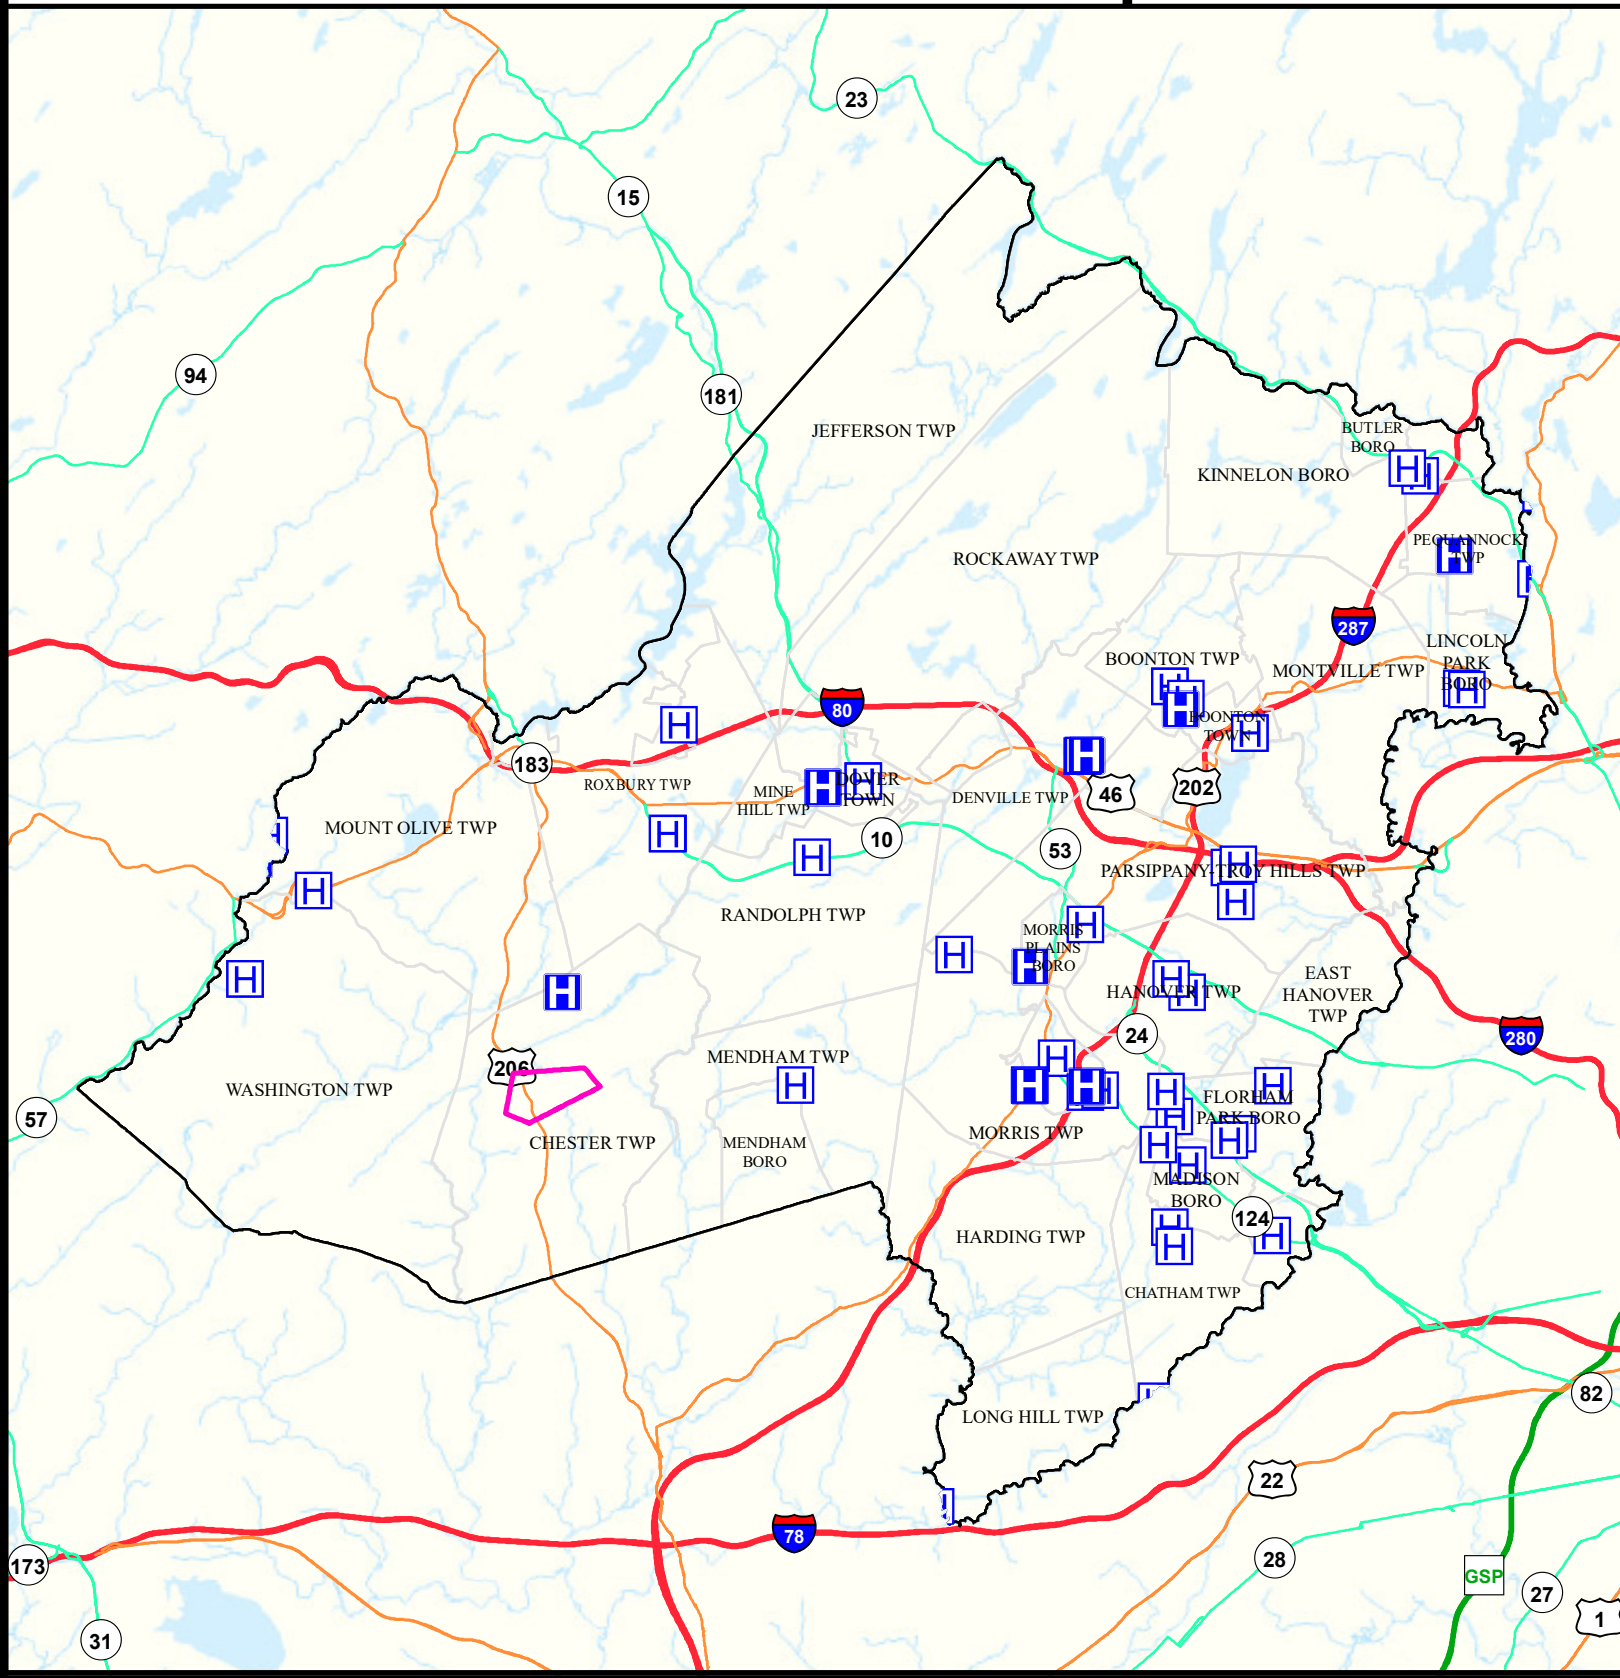 23
15
94
181
JEFFERSON TWP
BUTLER
BORO
KINNELON BORO
ROCKAWAY TWP
PEQUANNOCK
TWP
H
H
H
287
LINCOLN
PARK
BORO
H
BOONTON TWP
MONTVILLE TWP
80
H
H
H
BOONTON
TOWN
H
183
ROXBURY TWP
H
H
DOVER
TOWN
MINE
HILL TWP
H
DENVILLE TWP
46
202
MOUNT OLIVE TWP
H
H
10
53
H
PARSIPPANY-TROY HILLS TWP
H
H
RANDOLPH TWP
H
H
MORRIS
PLAINS
BORO
H
H
H
H
HANOVER TWP
EAST
HANOVER
TWP
H
24
280
206
MENDHAM TWP
H
H
H
H
H
H
H
FLORHAM
PARK BORO
WASHINGTON TWP
57
CHESTER TWP
MENDHAM
BORO
MORRIS TWP
H
H
H
H
MADISON
BORO
124
H
HARDING TWP
H
H
CHATHAM TWP
82
LONG HILL TWP
22
78
28
173
GSP
27
1
31